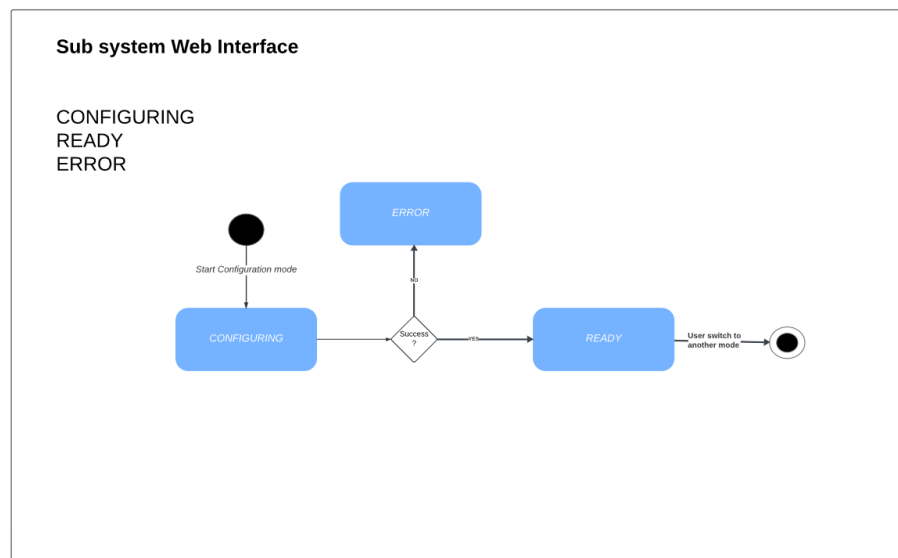 Sub system Web Interface
CONFIGURING
READY
ERROR
ERROR
Start Configuration mode
NO
CONFIGURING
Success
?
YES
READY
User switch to
another mode